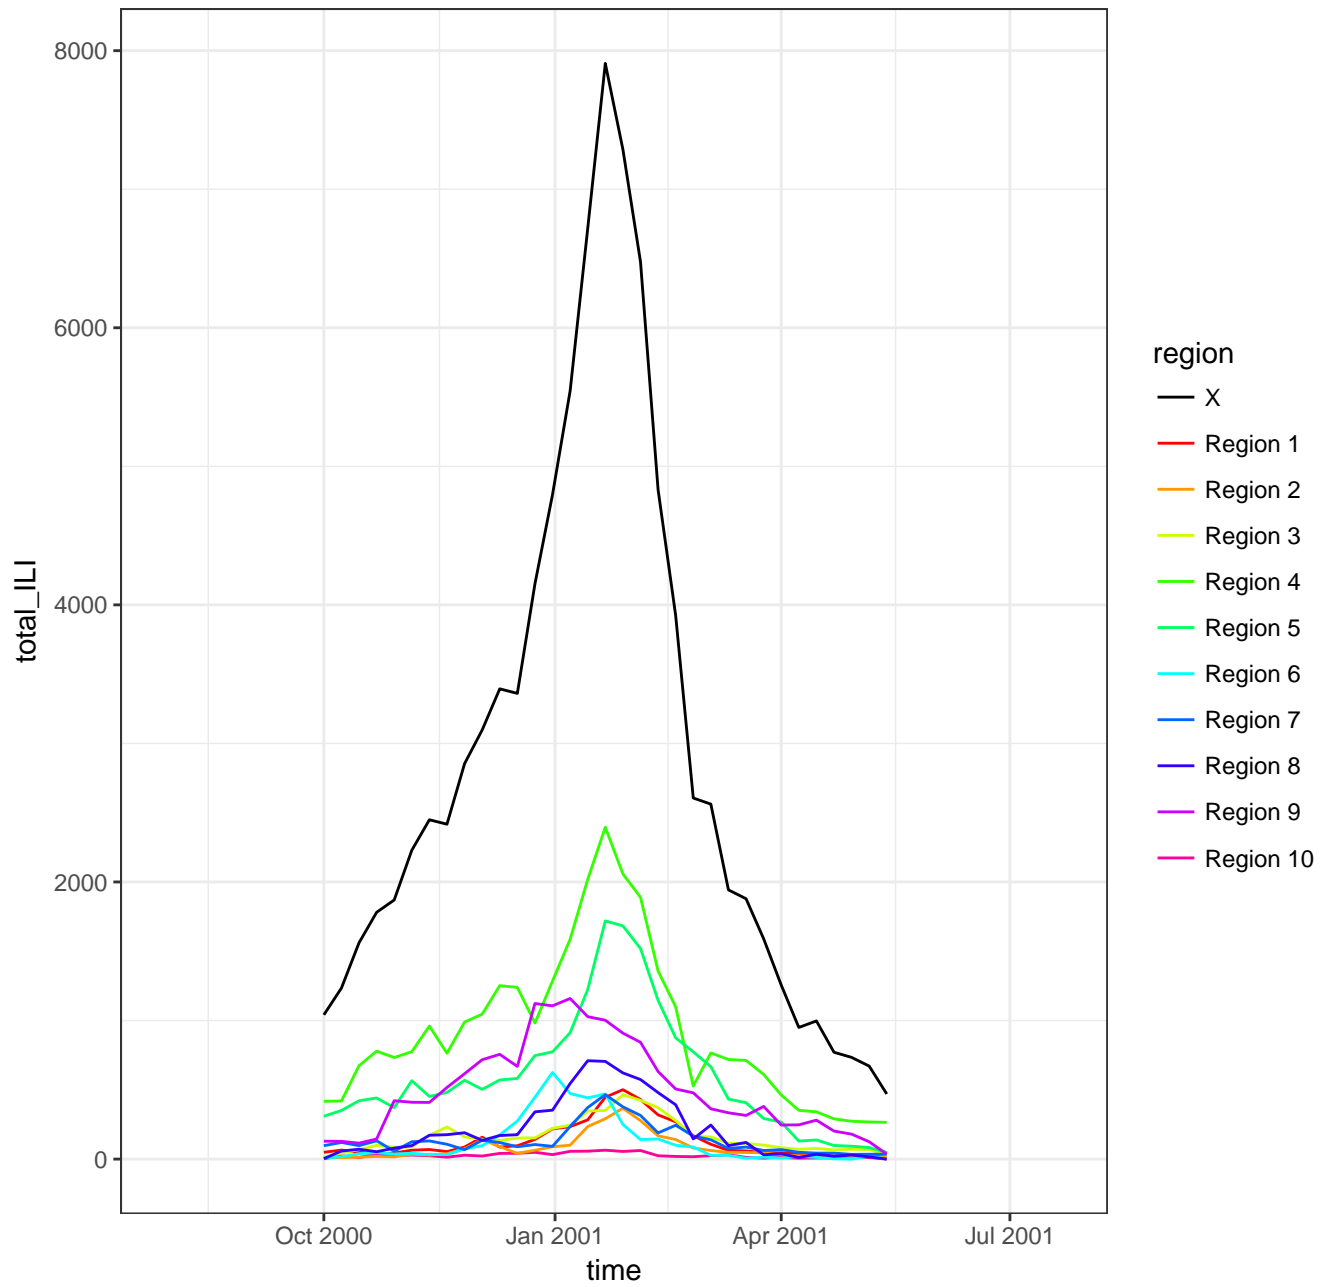 8000
6000
4000
2000
0
total_ILI
Oct 2000
Jan 2001
Apr 2001
Jul 2001
time
region
X
Region 1
Region 2
Region 3
Region 4
Region 5
Region 6
Region 7
Region 8
Region 9
Region 10